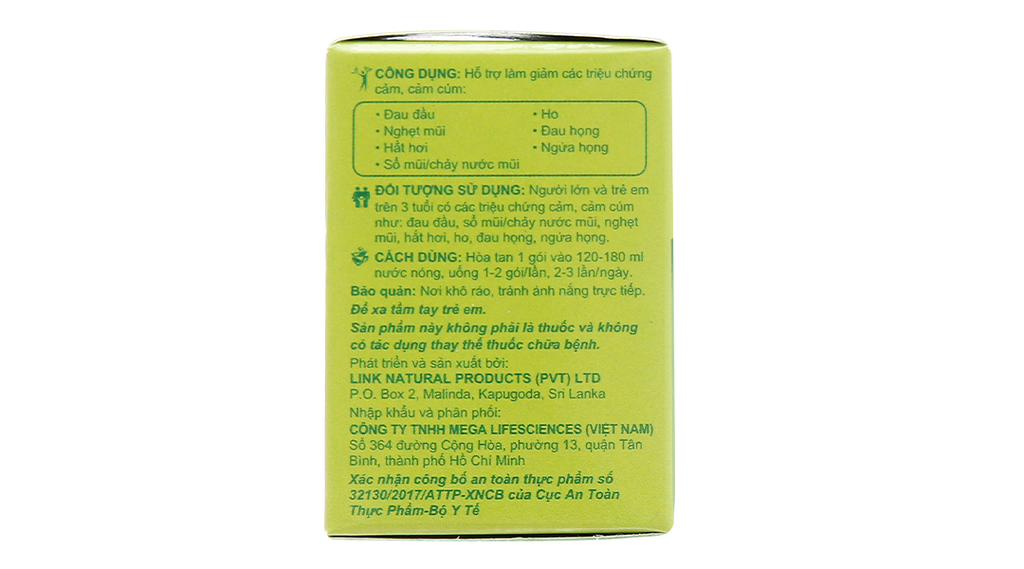 CÔNG DỤNG: Hỗ trợ làm giảm các triệu chứng
cảm, cảm cúm:
• Đau đầu
• Ho
• Nghẹt mũi
• Đau họng
• Hắt hơi
• Ngứa họng
• Sổ mũi/chảy nước mũi
ĐỐI TƯỢNG SỬ DỤNG: Người lớn và trẻ em
trên 3 tuổi có các triệu chứng cảm, cảm cúm
như: đau đầu, sổ mũi/chảy nước mũi, nghẹt
mũi, hắt hơi, ho, đau họng, ngứa họng.
CÁCH DÙNG: Hòa tan 1 gói vào 120-180 ml
nước nóng, uống 1-2 gói/lần, 2-3 lần/ngày.
Bảo quản: Nơi khô ráo, tránh ánh nắng trực tiếp.
Để xa tầm tay trẻ em.
Sản phẩm này không phải là thuốc và không
có tác dụng thay thế thuốc chữa bệnh.
Phát triển và sản xuất bởi:
LINK NATURAL PRODUCTS (PVT) LTD
P.O. Box 2, Malinda, Kapugoda, Sri Lanka
Nhập khẩu và phân phối:
CÔNG TY TNHH MEGA LIFESCIENCES (VIỆT NAM)
Số 364 đường Cộng Hòa, phường 13, quận Tân
Bình, thành phố Hồ Chí Minh
Xác nhận công bố an toàn thực phẩm số
32130/2017/ATTP-XNCB của Cục An Toàn
Thực Phẩm-Bộ Y Tế